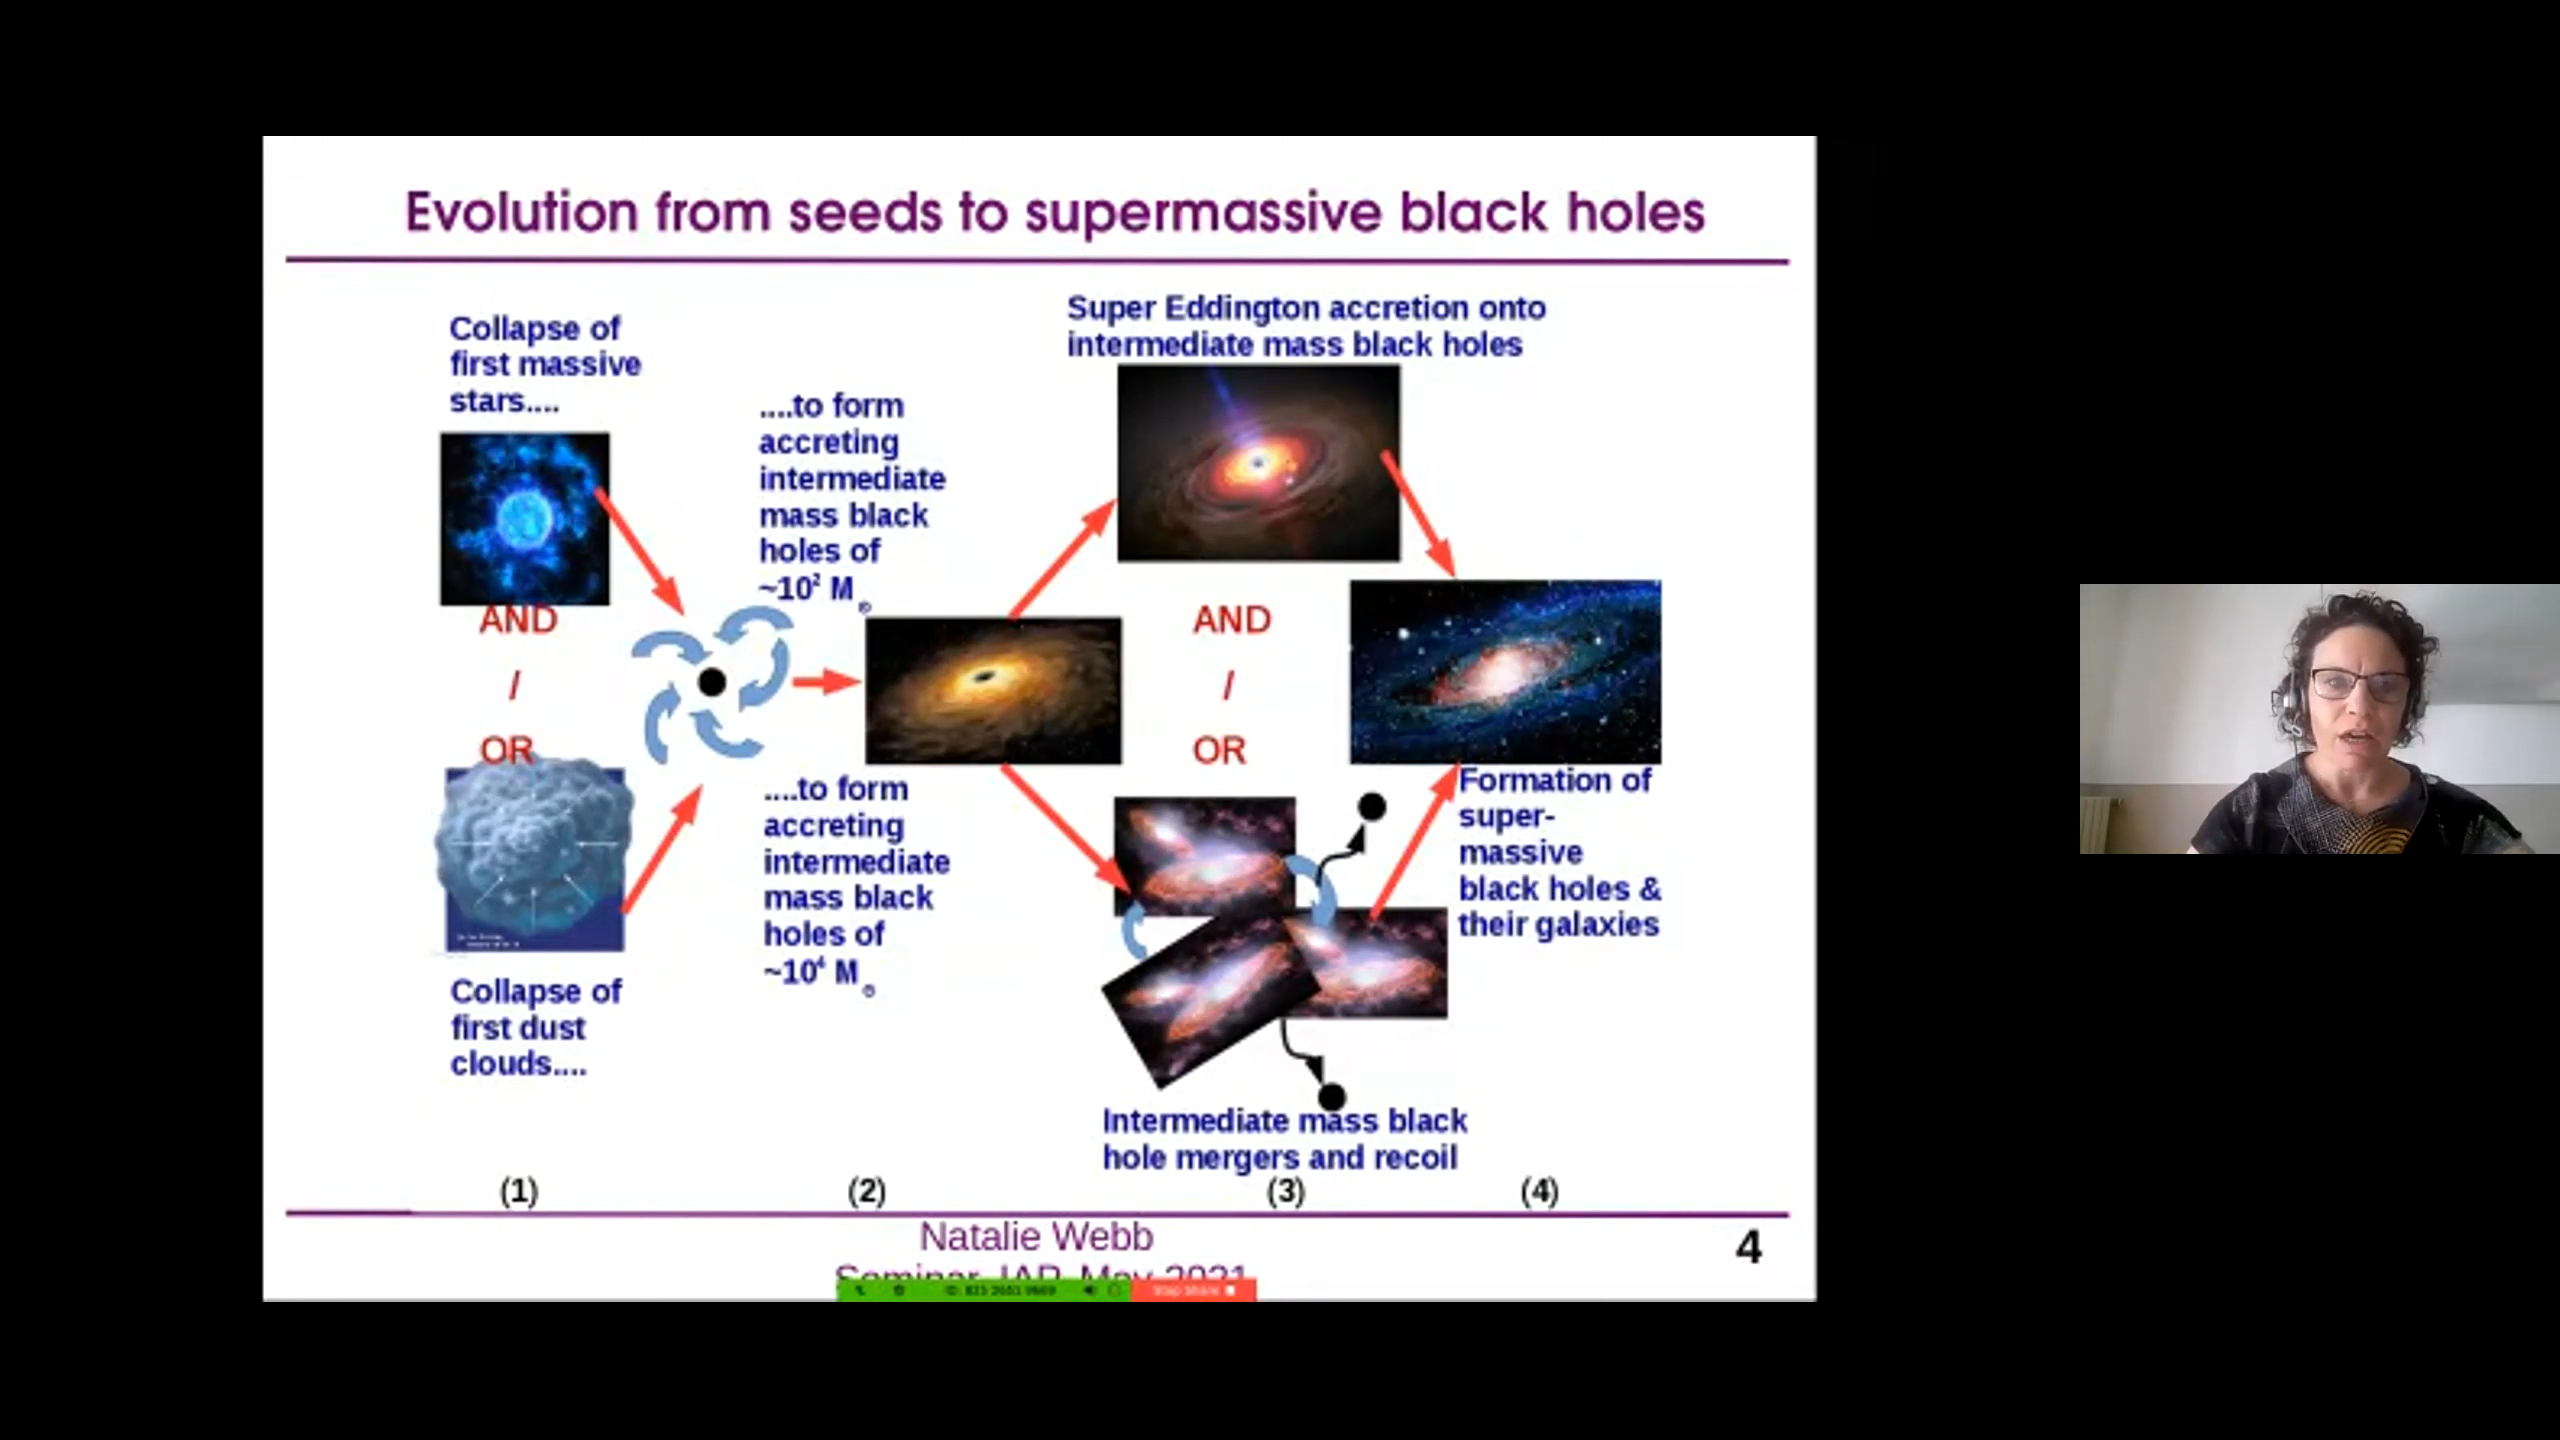 Evolution from seeds to supermassive black holes
Collapse of
first massive
stars....
AND
/
OR
Collapse of
first dust
clouds....
....to form
accreting
intermediate
mass black
holes of
~10² M☉
....to form
accreting
intermediate
mass black
holes of
~10⁴ M☉
Super Eddington accretion onto
intermediate mass black holes
AND
/
OR
Intermediate mass black
hole mergers and recoil
Formation of
super-
massive
black holes &
their galaxies
(1) (2) (3) (4)
Natalie Webb
Seminar, IAP, May 2021
4
Stop Share